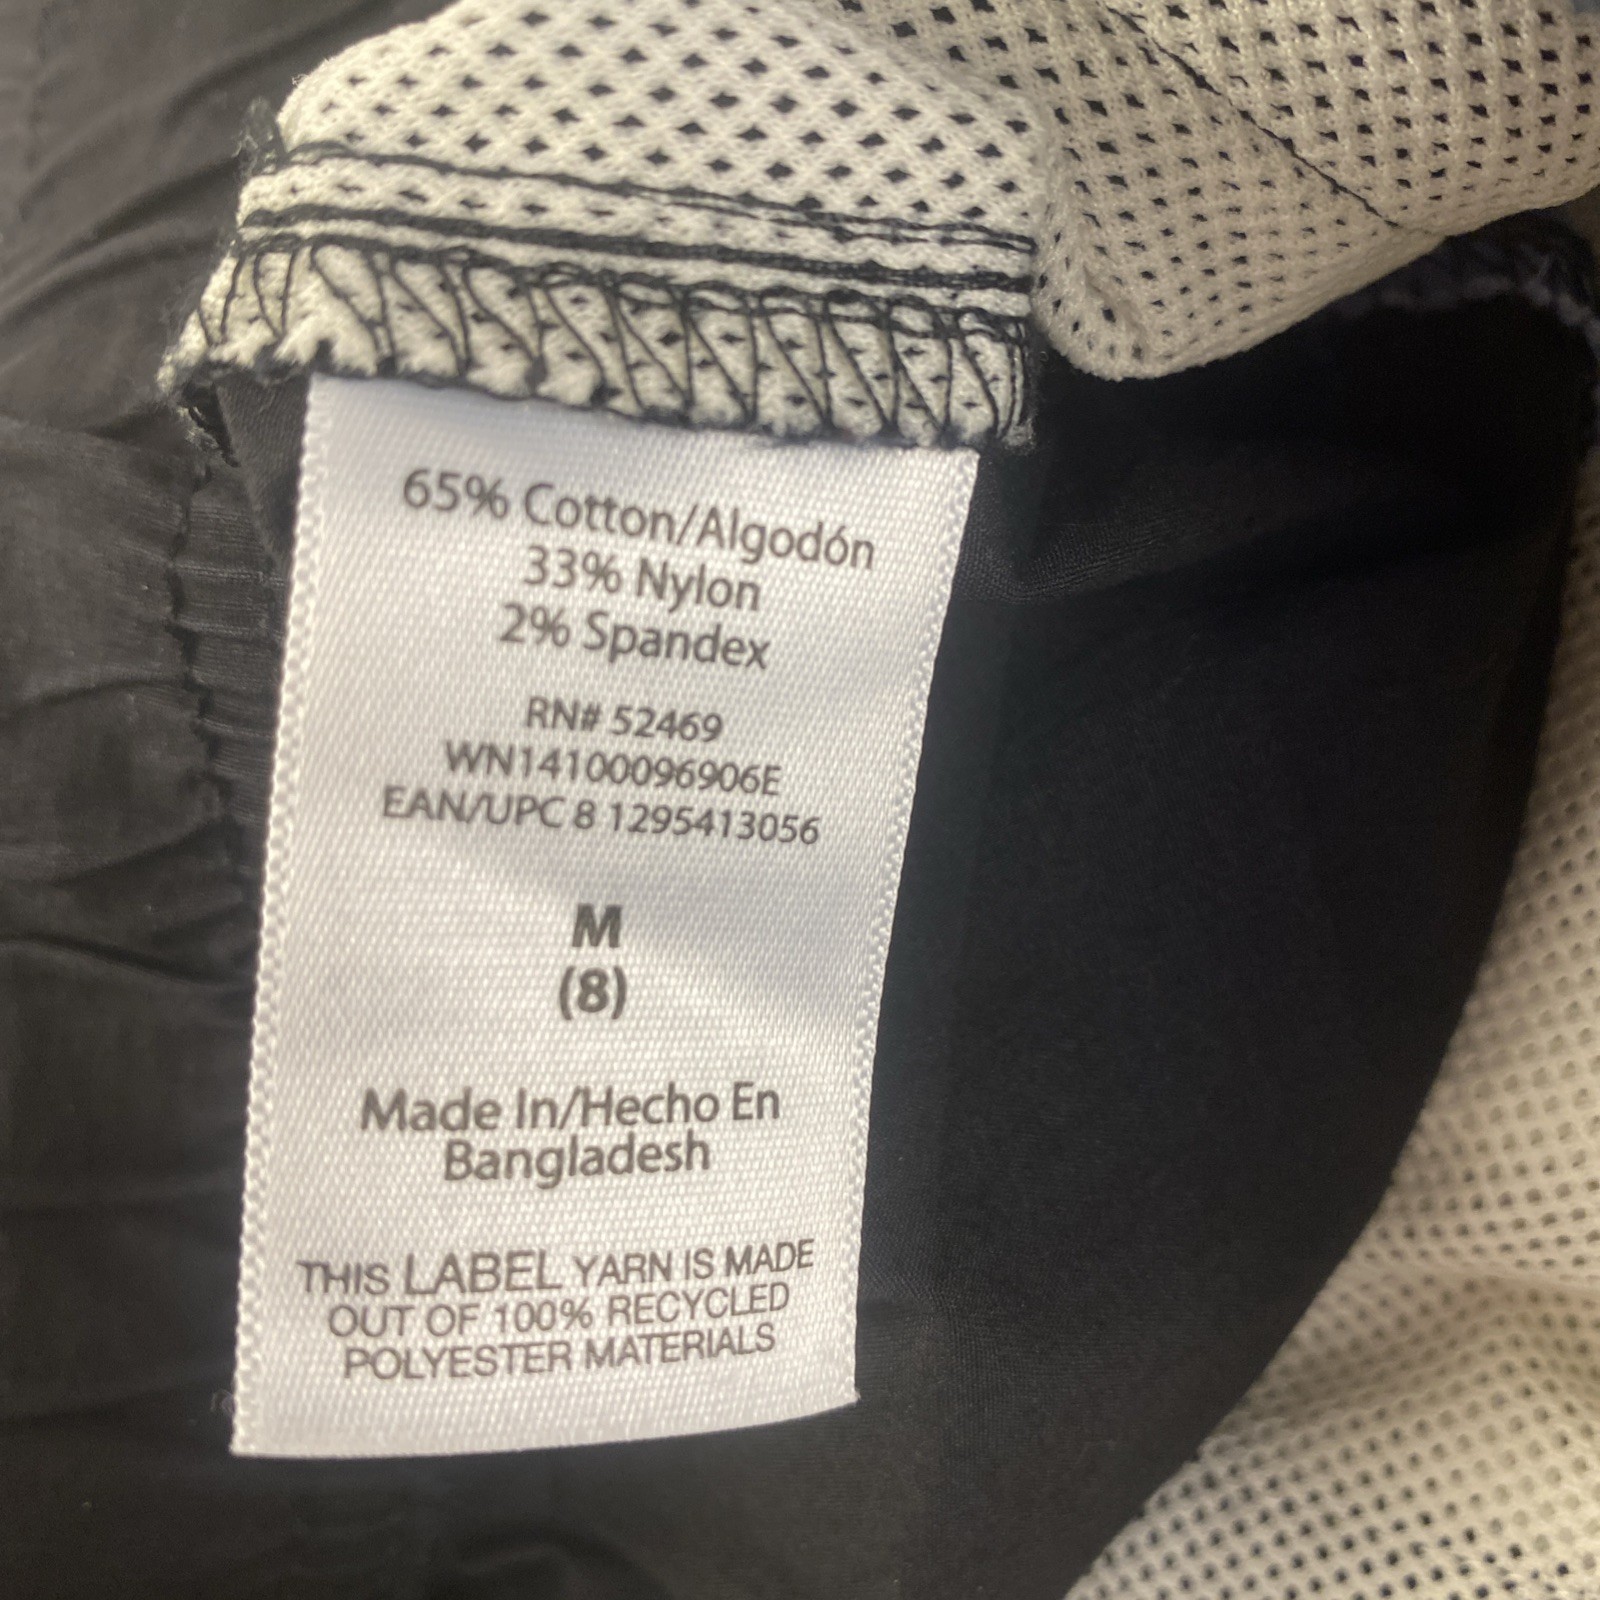 65% Cotton/Algodón
33% Nylon
2% Spandex
RN# 52469
WN14100096906E
EAN/UPC 8 1295413056
M
(8)
Made In/Hecho En
Bangladesh
THIS LABEL YARN IS MADE
OUT OF 100% RECYCLED
POLYESTER MATERIALS